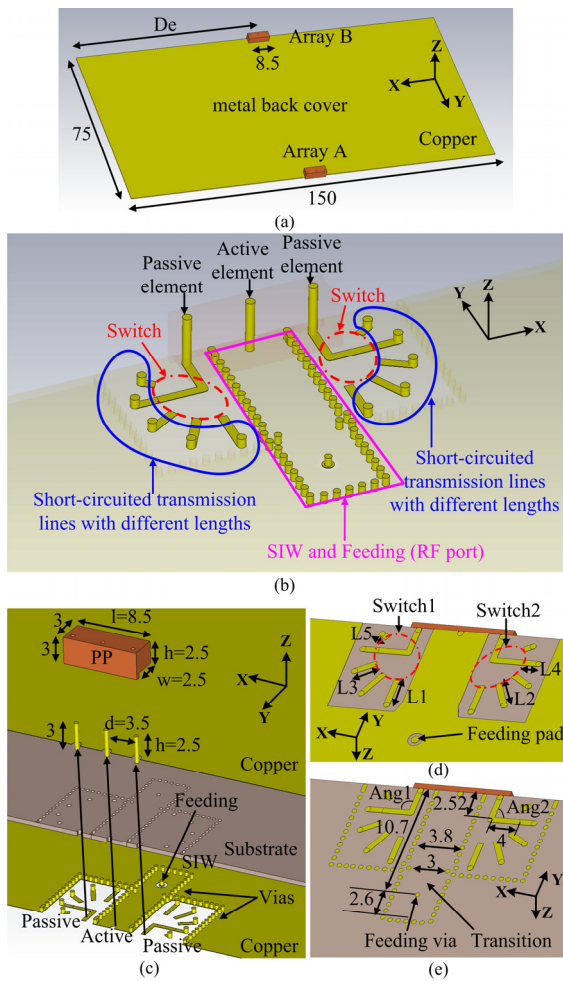 De
Array B
8.5
Z
X
Y
metal back cover
75
Copper
Array A
150
(a)
Passive
element
Active
element
Passive
element
Switch
Switch
Z
Y
X
Short-circuited transmission
lines with different lengths
Short-circuited
transmission lines
with different lengths
SIW and Feeding (RF port)
(b)
3
l=8.5
3
PP
h=2.5
w=2.5
Z
X
Y
3
d=3.5
h=2.5
Copper
Feeding
Substrate
SIW
Vias
Passive
Active
Passive
Copper
(c)
Switch1
Switch2
L5
L4
L3
L1
L2
Y
X
Z
Feeding pad
(d)
Ang1
2.52
Ang2
10.7
3.8
4
3
2.6
Y
X
Z
Feeding via
Transition
(e)